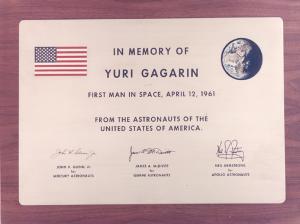 IN MEMORY OF
YURI GAGARIN
FIRST MAN IN SPACE, APRIL 12, 1961
FROM THE ASTRONAUTS OF THE
UNITED STATES OF AMERICA.
JOHN H. GLENN, JR.
for
MERCURY ASTRONAUTS
JAMES A. McDIVITT
for
GEMINI ASTRONAUTS
NEIL ARMSTRONG
for
APOLLO ASTRONAUTS